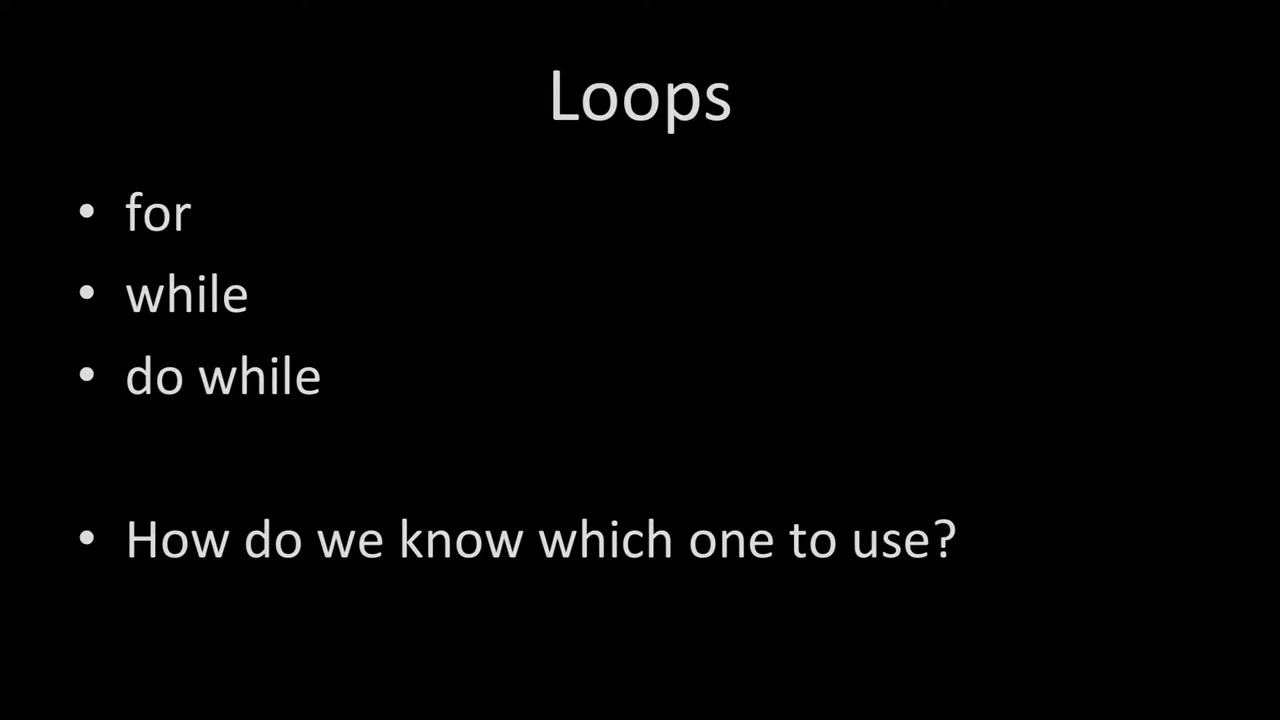 Loops
• for
• while
• do while
• How do we know which one to use?